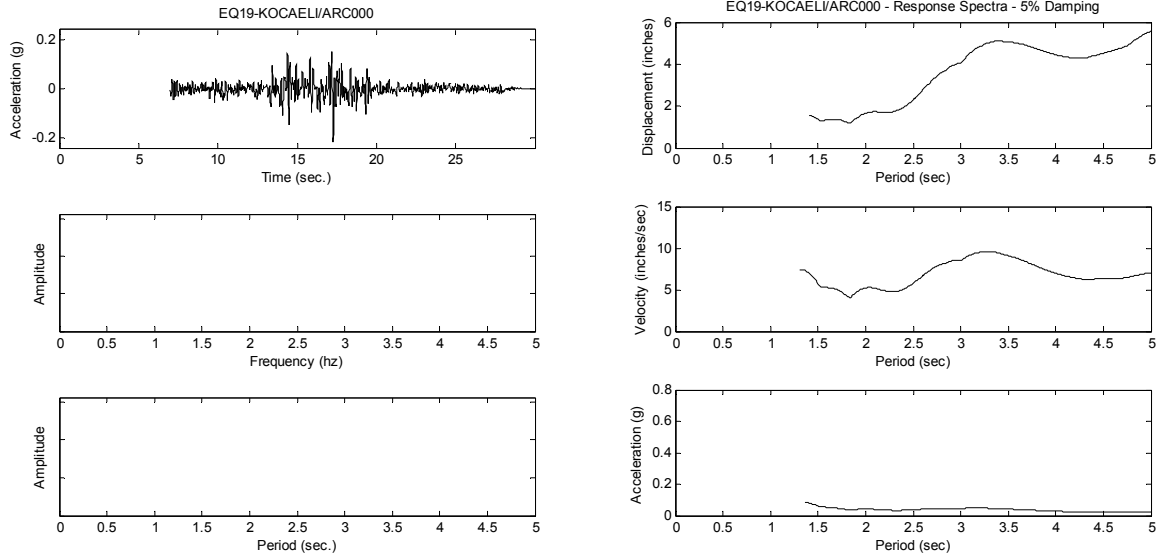 EQ19-KOCAELI/ARC000
Acceleration (g)
0.2
0
-0.2
0 5 10 15 20 25
Time (sec.)
Amplitude
0 0.5 1 1.5 2 2.5 3 3.5 4 4.5 5
Frequency (hz)
Amplitude
0 0.5 1 1.5 2 2.5 3 3.5 4 4.5 5
Period (sec.)
EQ19-KOCAELI/ARC000 - Response Spectra - 5% Damping
Displacement (inches)
6
4
2
0
0 0.5 1 1.5 2 2.5 3 3.5 4 4.5 5
Period (sec)
Velocity (inches/sec)
15
10
5
0
0 0.5 1 1.5 2 2.5 3 3.5 4 4.5 5
Period (sec)
Acceleration (g)
0.8
0.6
0.4
0.2
0
0 0.5 1 1.5 2 2.5 3 3.5 4 4.5 5
Period (sec)